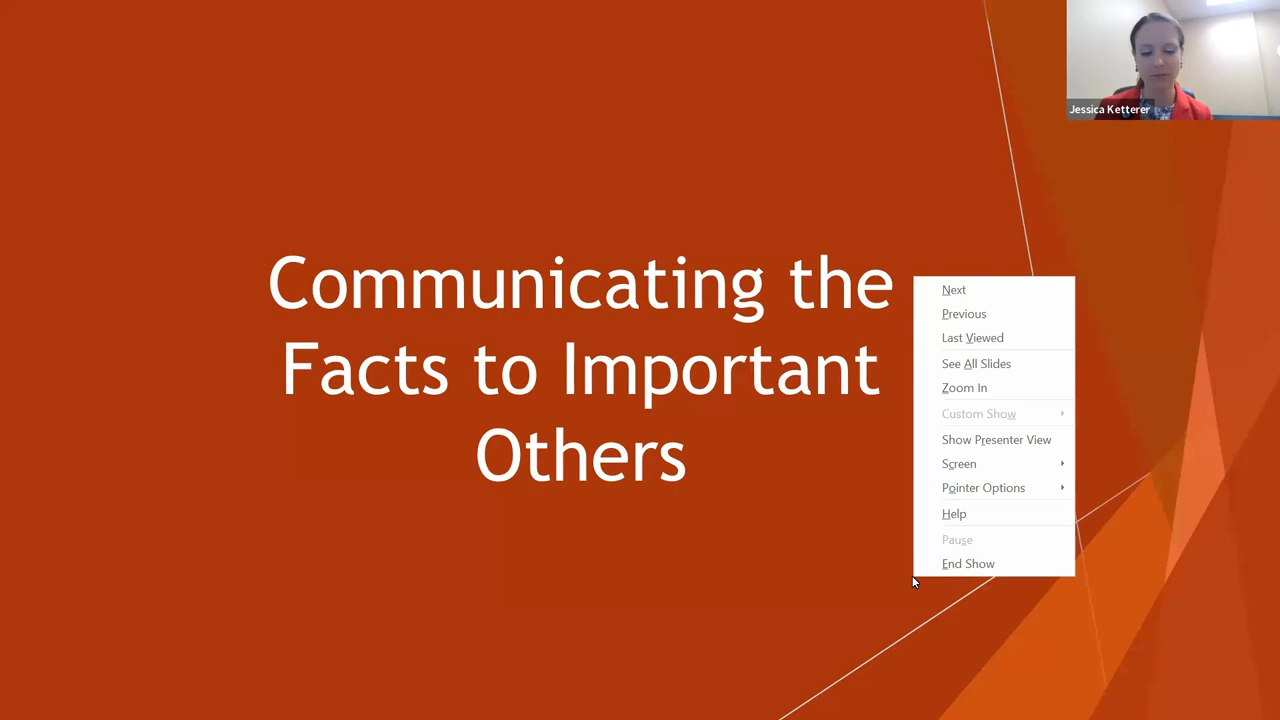 Jessica Ketterer
Communicating the
Facts to Important
Others
Next
Previous
Last Viewed
See All Slides
Zoom In
Custom Show
Show Presenter View
Screen
Pointer Options
Help
Pause
End Show